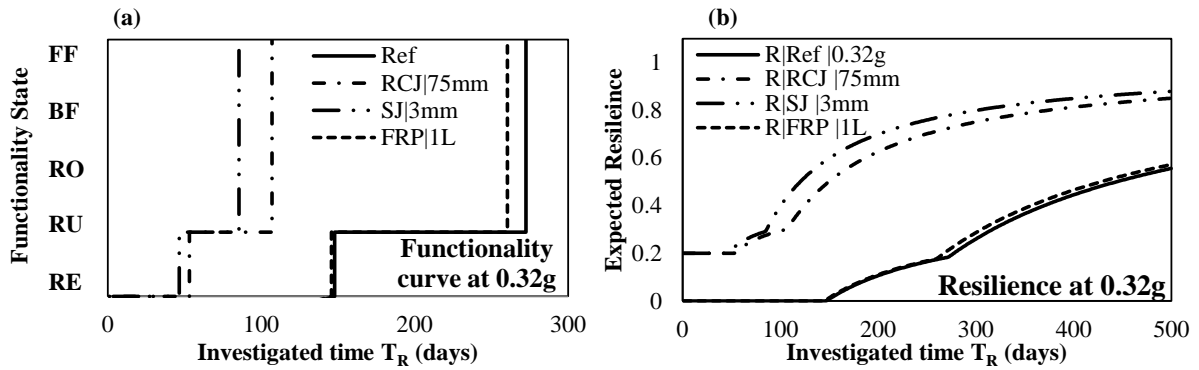 (a)
Functionality State
FF
BF
RO
RU
RE
Ref
RCJ|75mm
SJ|3mm
FRP|1L
Functionality
curve at 0.32g
0 100 200 300
Investigated time TR (days)
(b)
Expected Resileince
1
0.8
0.6
0.4
0.2
0
R|Ref |0.32g
R|RCJ |75mm
R|SJ |3mm
R|FRP |1L
Resilience at 0.32g
0 100 200 300 400 500
Investigated time TR (days)